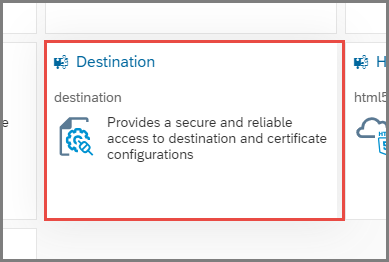 Destination
H
destination
html5
e
Provides a secure and reliable
access to destination and certificate
configurations